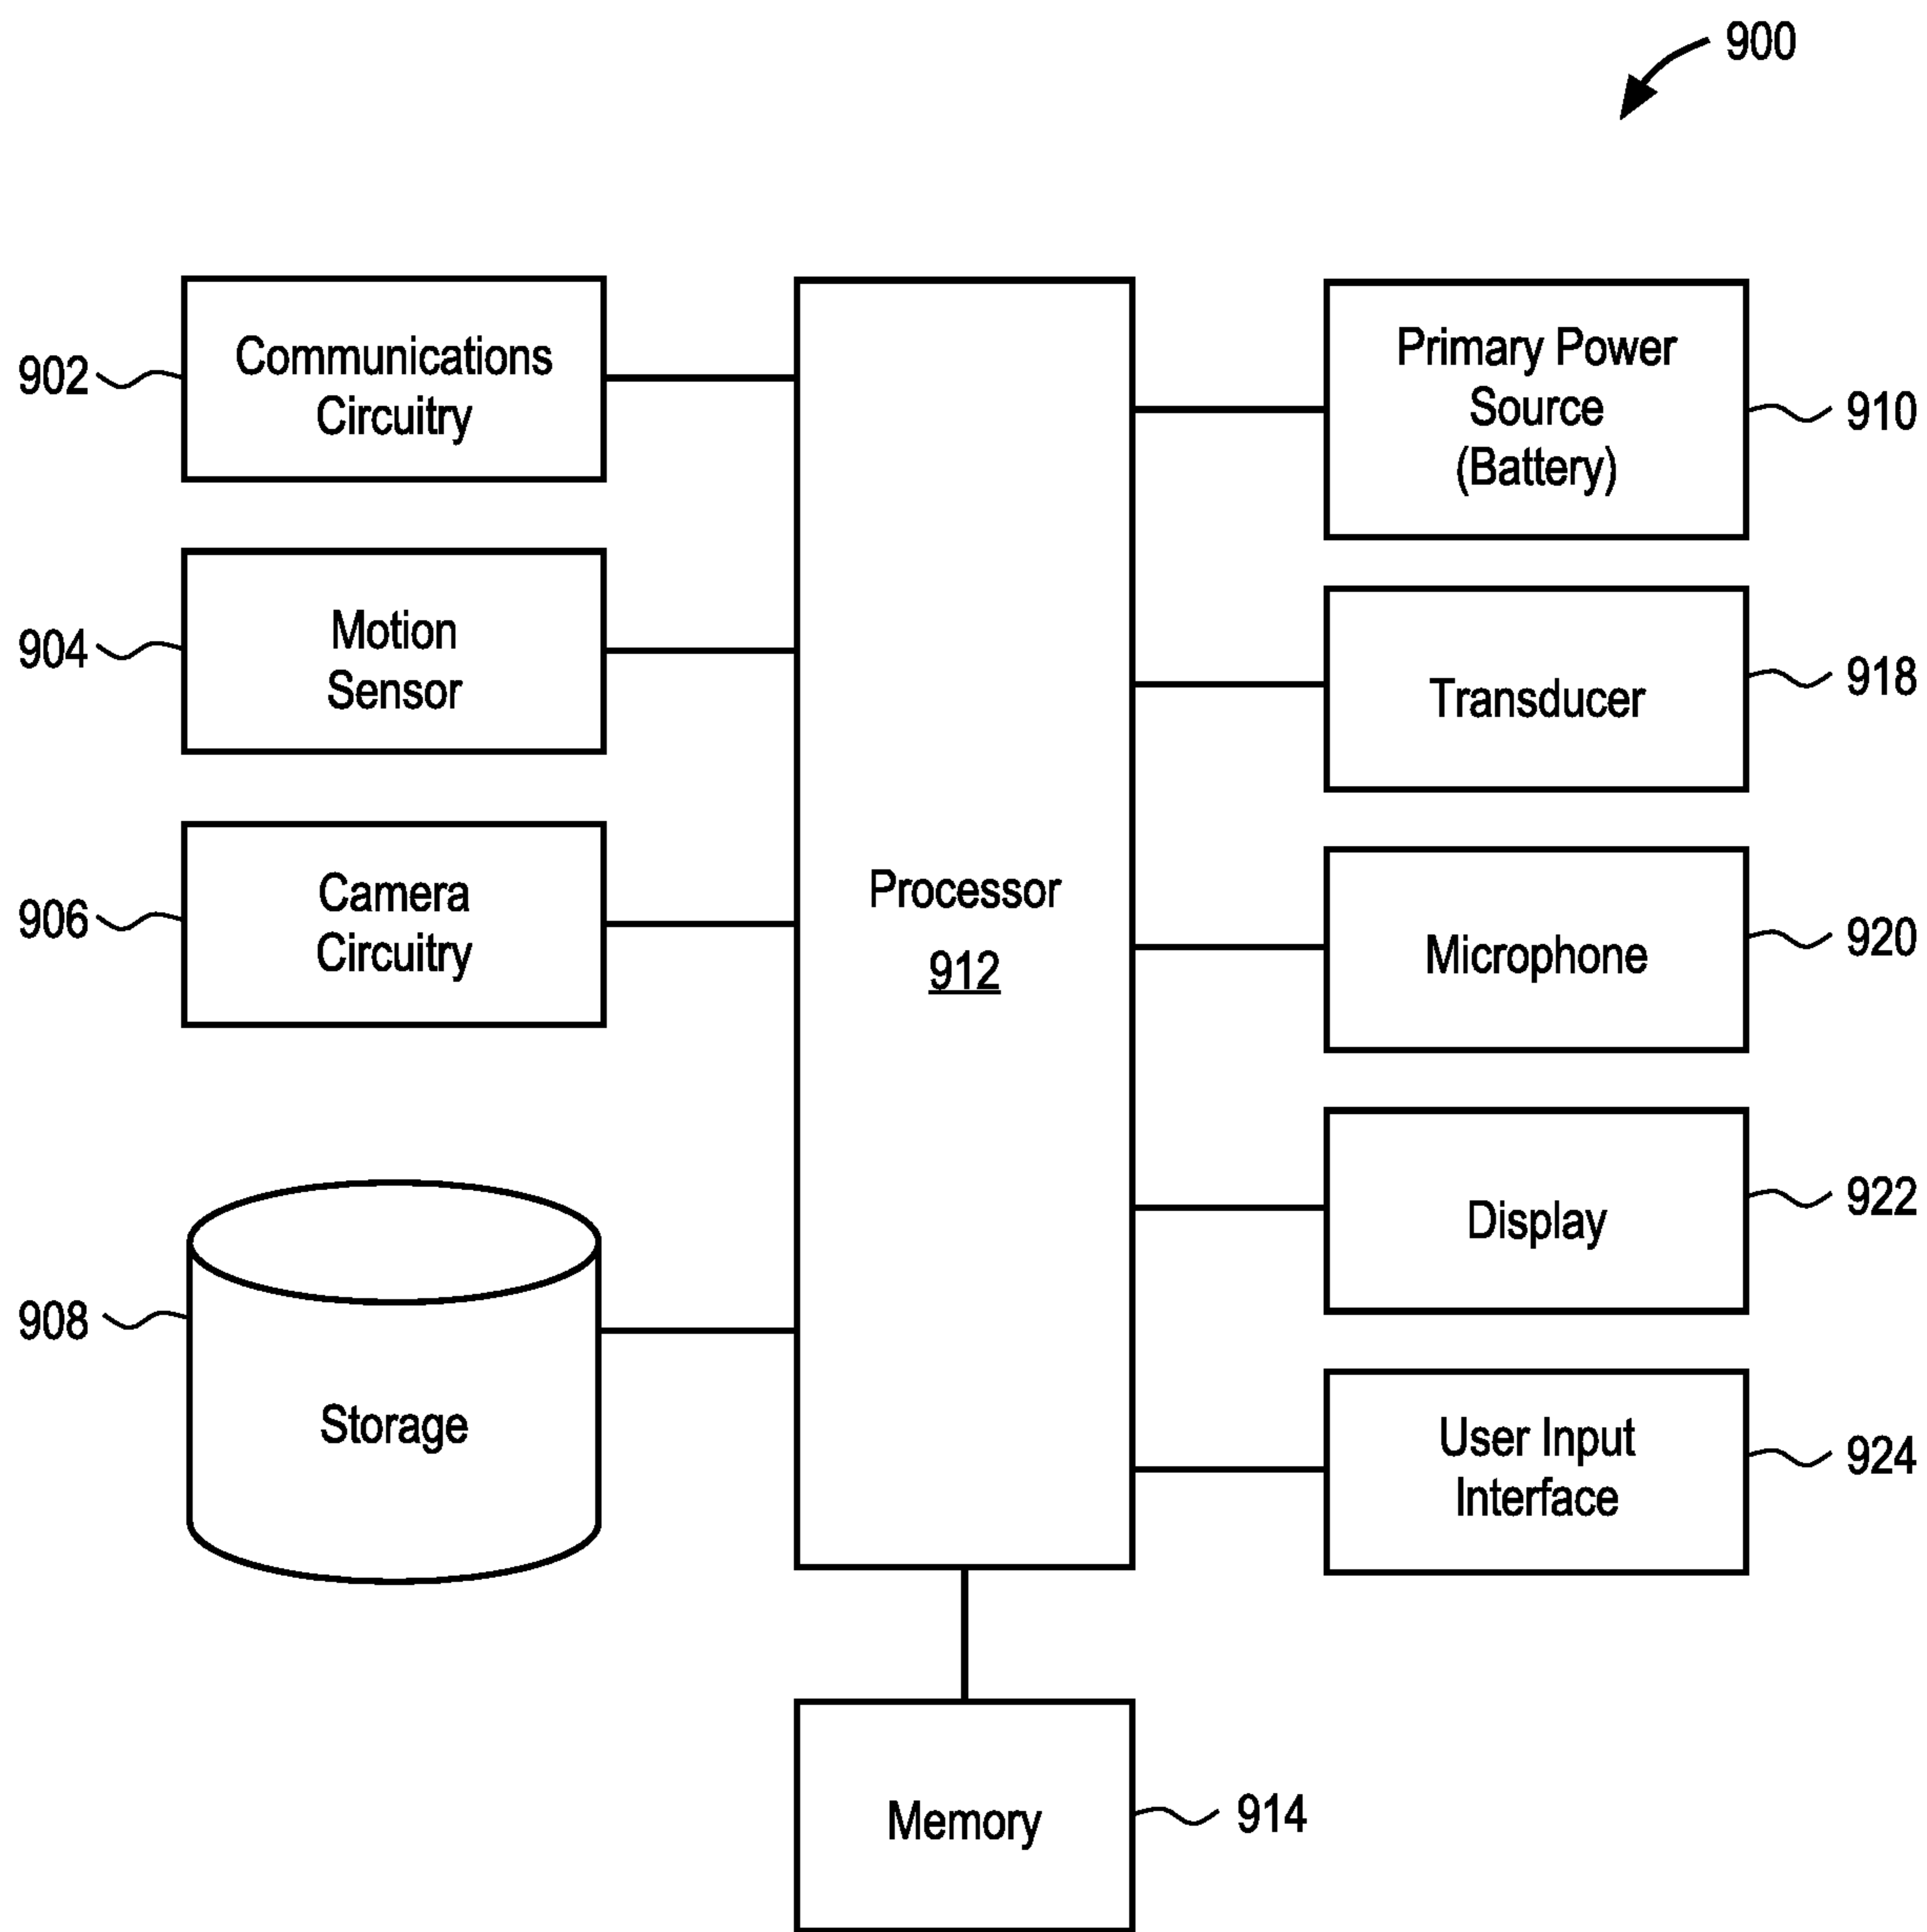 900
902
Communications
Circuitry
904
Motion
Sensor
906
Camera
Circuitry
908
Storage
Processor
912
Primary Power
Source
(Battery)
910
Transducer
918
Microphone
920
Display
922
User Input
Interface
924
Memory
914